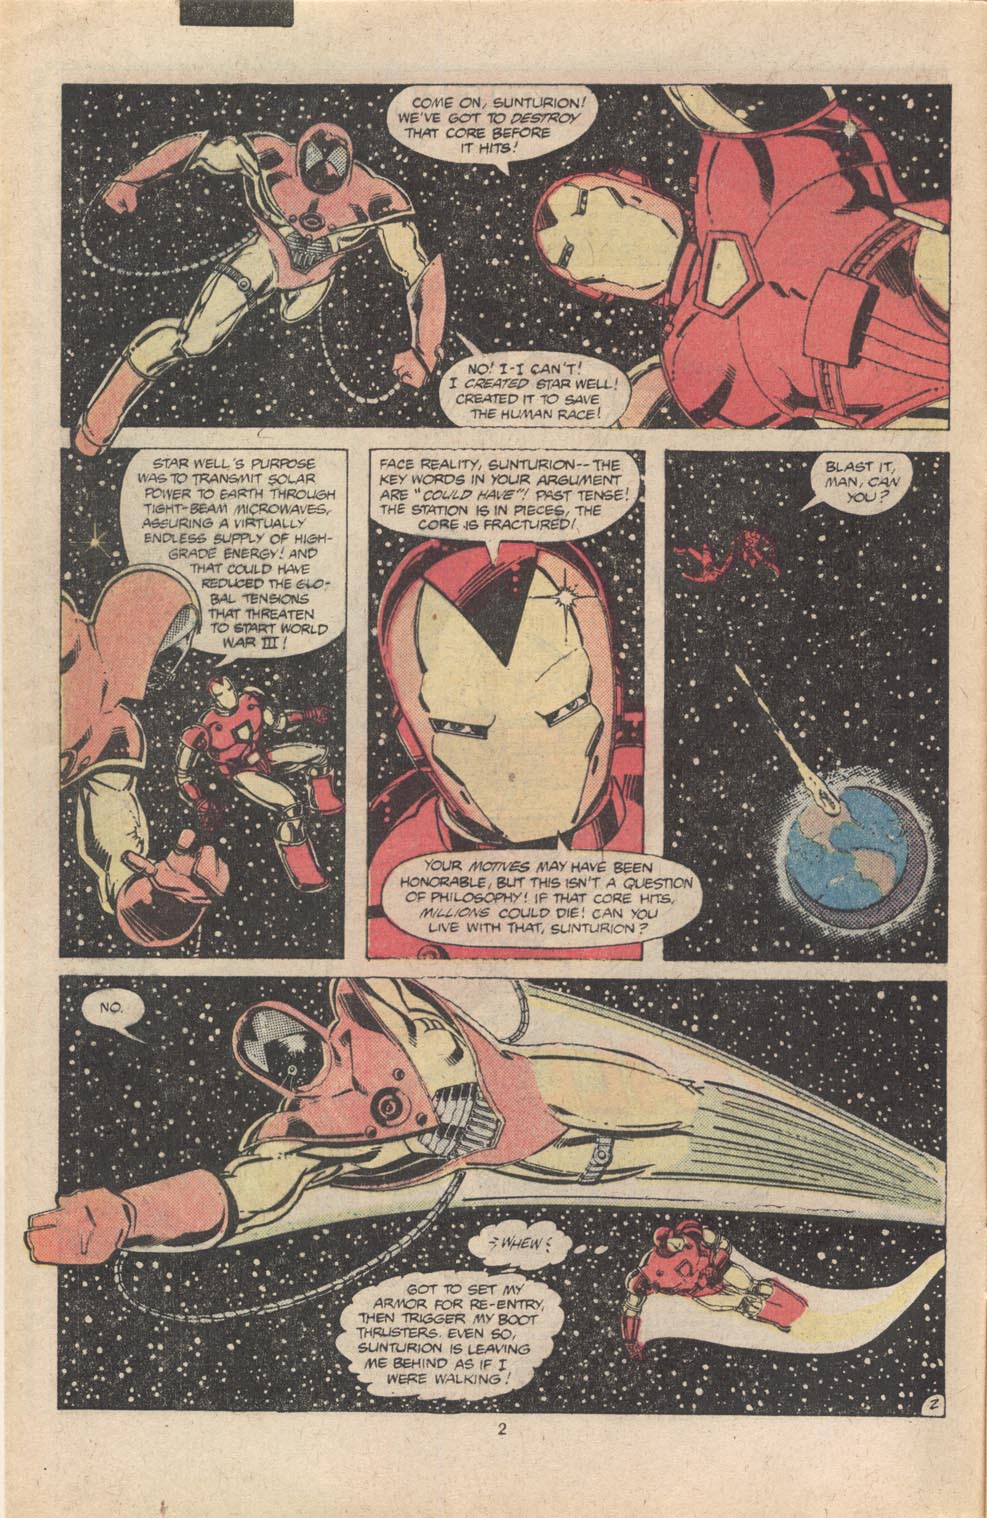 COME ON, SUNTURION!
WE'VE GOT TO DESTROY
THAT CORE BEFORE
IT HITS!
NO! I-I CAN'T!
I CREATED STAR WELL!
CREATED IT TO SAVE
THE HUMAN RACE!
STAR WELL'S PURPOSE
WAS TO TRANSMIT SOLAR
POWER TO EARTH THROUGH
TIGHT-BEAM MICROWAVES,
ASSURING A VIRTUALLY
ENDLESS SUPPLY OF HIGH-
GRADE ENERGY! AND
THAT COULD HAVE
REDUCED THE GLO-
BAL TENSIONS
THAT THREATEN
TO START WORLD
WAR III!
FACE REALITY, SUNTURION--THE
KEY WORDS IN YOUR ARGUMENT
ARE "COULD HAVE"! PAST TENSE!
THE STATION IS IN PIECES, THE
CORE IS FRACTURED!
YOUR MOTIVES MAY HAVE BEEN
HONORABLE, BUT THIS ISN'T A QUESTION
OF PHILOSOPHY! IF THAT CORE HITS,
MILLIONS COULD DIE! CAN YOU
LIVE WITH THAT, SUNTURION?
BLAST IT,
MAN, CAN
YOU?
NO.
WHEW!
GOT TO SET MY
ARMOR FOR RE-ENTRY,
THEN TRIGGER MY BOOT
THRUSTERS. EVEN SO,
SUNTURION IS LEAVING
ME BEHIND AS IF I
WERE WALKING!
2
2